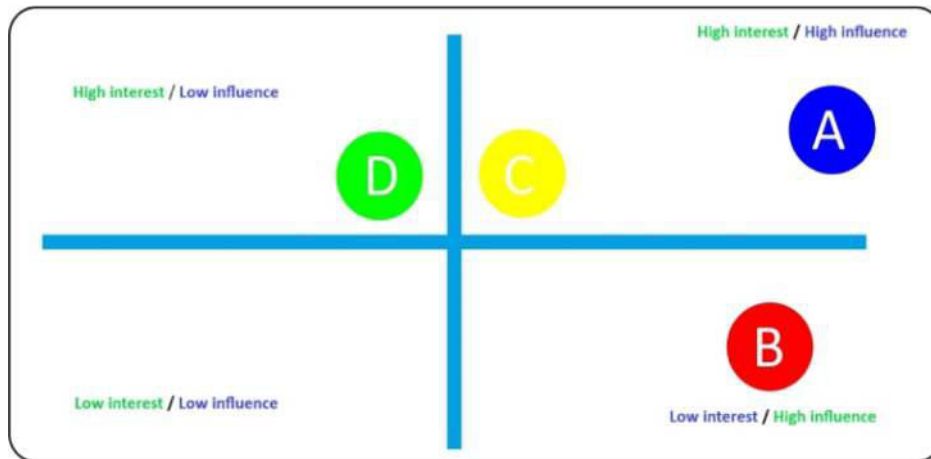 High interest / High influence
High interest / Low influence
A
D
C
B
Low interest / Low influence
Low interest / High influence